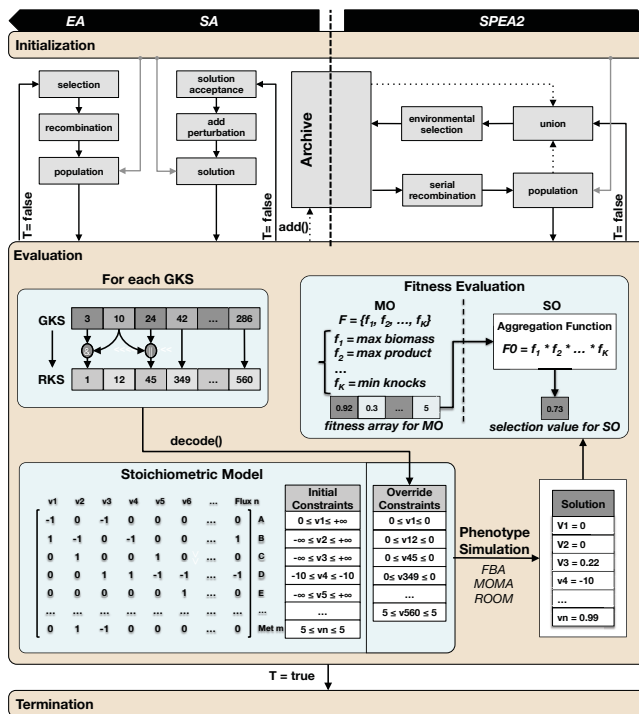 EA SA SPEA2
Initialization
selection
recombination
population
solution
acceptance
add
perturbation
solution
Archive
environmental
selection
union
serial
recombination
population
T= false
T= false
add()
T= false
Evaluation
For each GKS
GKS 3 10 24 42 ... 286
RKS 1 12 45 349 ... 560
decode()
Fitness Evaluation
MO
F = {f1, f2, ..., fK}
f1 = max biomass
f2 = max product
...
fK = min knocks
0.92 0.3 ... 5
fitness array for MO
SO
Aggregation Function
F0 = f1 * f2 * ... * fK
0.73
selection value for SO
Stoichiometric Model
v1 v2 v3 v4 v5 v6 ... Flux n
-1 0 -1 0 0 0 ... 0 A
1 -1 0 -1 0 0 ... 1 B
0 1 0 0 1 0 ... 0 C
0 0 1 1 -1 -1 ... -1 D
0 0 0 0 0 1 ... 0 E
... ... ... ... ... ... ... ... ...
0 1 -1 0 0 0 ... 0 Met m
Initial
Constraints
0 ≤ v1≤ +∞
-∞ ≤ v2 ≤ +∞
-∞ ≤ v3 ≤ +∞
-10 ≤ v4 ≤ -10
-∞ ≤ v5 ≤ +∞
...
5 ≤ vn ≤ 5
Override
Constraints
0 ≤ v1≤ 0
0 ≤ v12 ≤ 0
0 ≤ v45 ≤ 0
0≤ v349 ≤ 0
...
5 ≤ v560 ≤ 5
Phenotype
Simulation
FBA
MOMA
ROOM
Solution
V1 = 0
V2 = 0
V3 = 0.22
v4 = -10
...
vn = 0.99
T = true
Termination